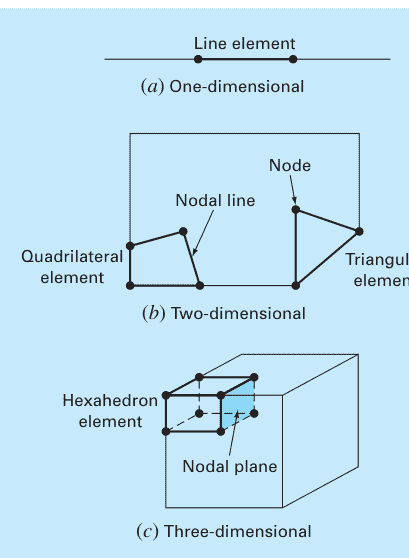 Line element
(a) One-dimensional
Node
Nodal line
Quadrilateral
element
(b) Two-dimensional
Hexahedron
element
Nodal plane
(c) Three-dimensional